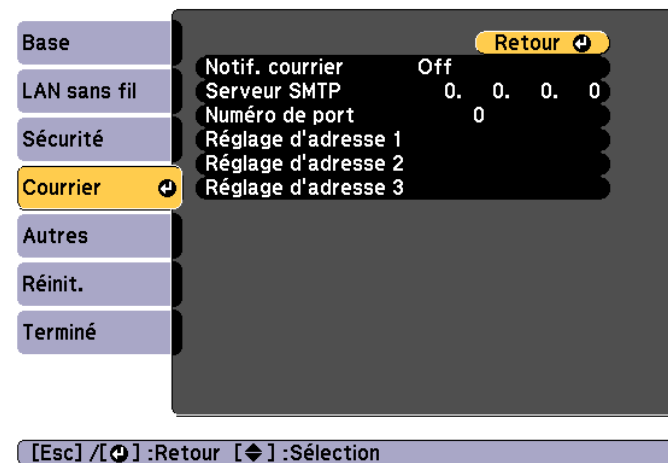 Base
LAN sans fil
Sécurité
Courrier
Autres
Réinit.
Terminé
Retour
Notif. courrier Off
Serveur SMTP 0. 0. 0. 0
Numéro de port 0
Réglage d'adresse 1
Réglage d'adresse 2
Réglage d'adresse 3
[Esc] /[ ] :Retour [ ] :Sélection